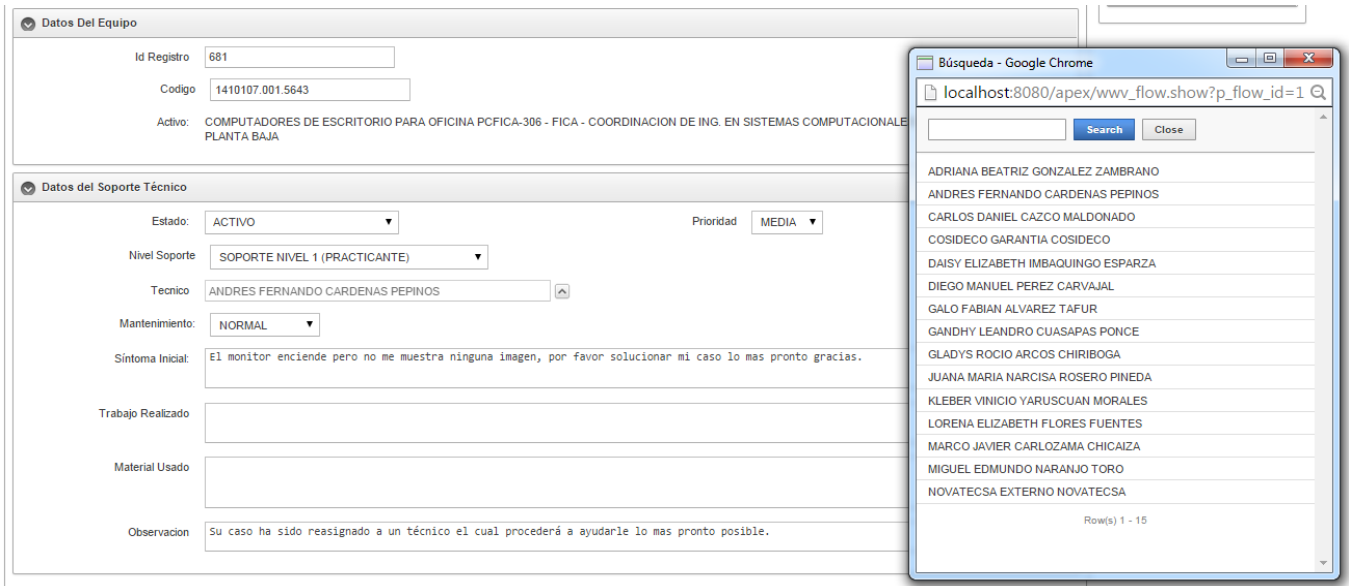 Datos Del Equipo
Id Registro 681
Codigo 1410107.001.5643
Activo: COMPUTADORES DE ESCRITORIO PARA OFICINA PCFICA-306 - FICA - COORDINACION DE ING. EN SISTEMAS COMPUTACIONALE
PLANTA BAJA
Datos del Soporte Técnico
Estado: ACTIVO Prioridad MEDIA
Nivel Soporte SOPORTE NIVEL 1 (PRACTICANTE)
Tecnico ANDRES FERNANDO CARDENAS PEPINOS
Mantenimiento: NORMAL
Síntoma Inicial: El monitor enciende pero no me muestra ninguna imagen, por favor solucionar mi caso lo mas pronto gracias.
Trabajo Realizado
Material Usado
Observacion Su caso ha sido reasignado a un técnico el cual procederá a ayudarle lo mas pronto posible.
Búsqueda - Google Chrome
localhost:8080/apex/wwv_flow.show?p_flow_id=1
Search Close
ADRIANA BEATRIZ GONZALEZ ZAMBRANO
ANDRES FERNANDO CARDENAS PEPINOS
CARLOS DANIEL CAZCO MALDONADO
COSIDECO GARANTIA COSIDECO
DAISY ELIZABETH IMBAQUINGO ESPARZA
DIEGO MANUEL PEREZ CARVAJAL
GALO FABIAN ALVAREZ TAFUR
GANDHY LEANDRO CUASAPAS PONCE
GLADYS ROCIO ARCOS CHIRIBOGA
JUANA MARIA NARCISA ROSERO PINEDA
KLEBER VINICIO YARUSCUAN MORALES
LORENA ELIZABETH FLORES FUENTES
MARCO JAVIER CARLOZAMA CHICAIZA
MIGUEL EDMUNDO NARANJO TORO
NOVATECSA EXTERNO NOVATECSA
Row(s) 1 - 15